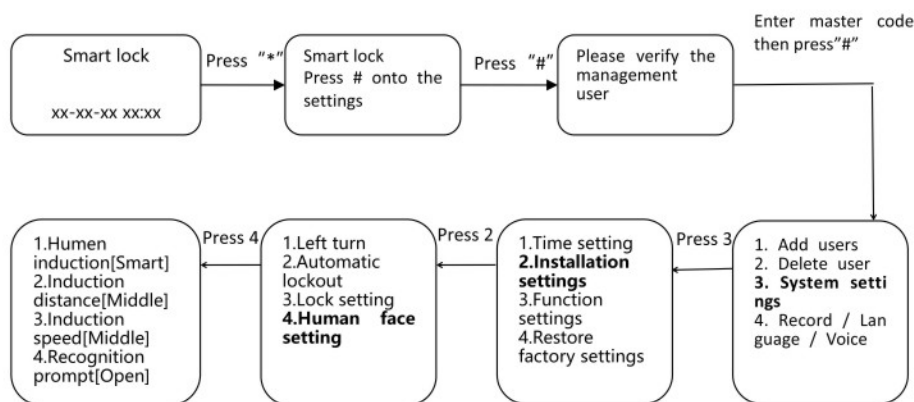 Enter master code
then press"#"
Smart lock
xx-xx-xx xx:xx
Press "*"
Smart lock
Press # onto the
settings
Press "#"
Please verify the
management
user
1.Humen
induction[Smart]
2.Induction
distance[Middle]
3.Induction
speed[Middle]
4.Recognition
prompt[Open]
Press 4
1.Left turn
2.Automatic
lockout
3.Lock setting
4.Human face
setting
Press 2
1.Time setting
2.Installation
settings
3.Function
settings
4.Restore
factory settings
Press 3
1. Add users
2. Delete user
3. System setti
ngs
4. Record / Lan
guage / Voice